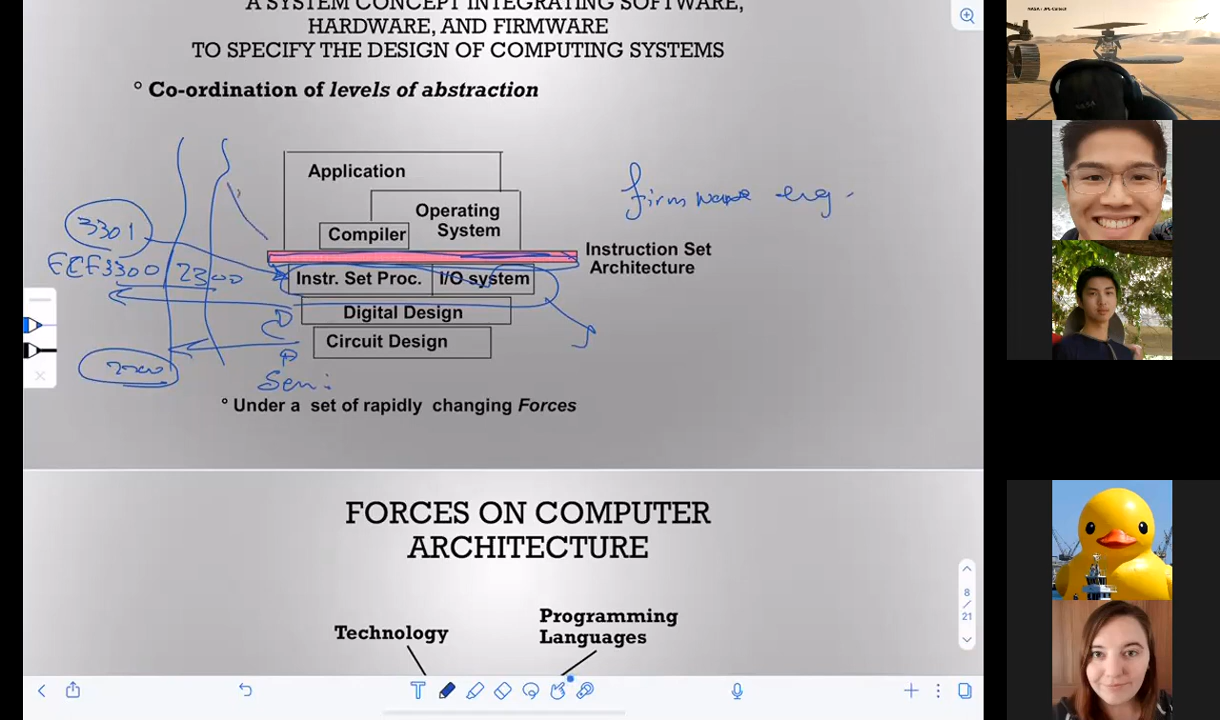 A SYSTEM CONCEPT INTEGRATING SOFTWARE,
HARDWARE, AND FIRMWARE
TO SPECIFY THE DESIGN OF COMPUTING SYSTEMS
° Co-ordination of levels of abstraction
Application
Operating
System
Compiler
Instruction Set
Architecture
Instr. Set Proc.
I/O system
Digital Design
Circuit Design
° Under a set of rapidly changing Forces
firmware eng.
3301
ECE3300
2300
Sem:
FORCES ON COMPUTER
ARCHITECTURE
Technology
Programming
Languages
8
/
21
T
NASA